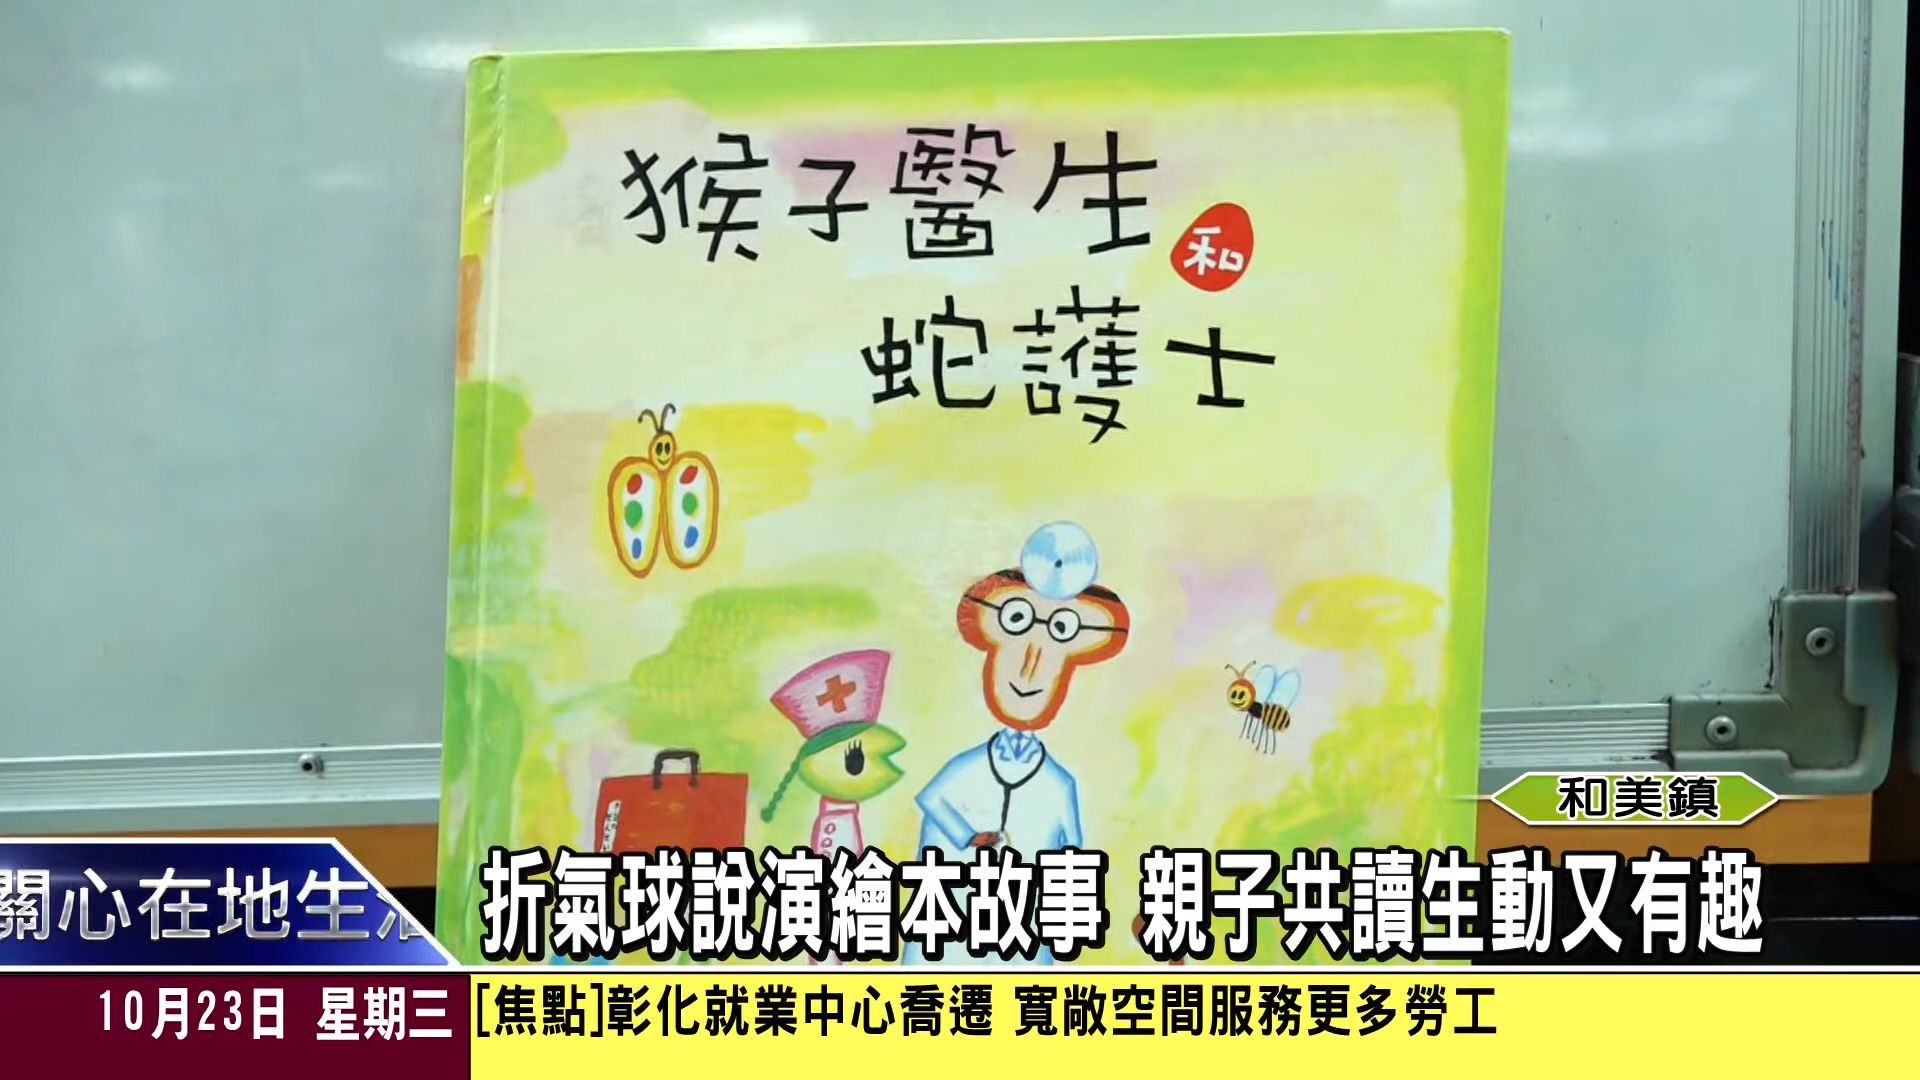 猴子醫生
和
蛇護士
和美鎮
關心在地生活
折氣球說演繪本故事 親子共讀生動又有趣
10月23日 星期三
[焦點]彰化就業中心喬遷 寬敞空間服務更多勞工